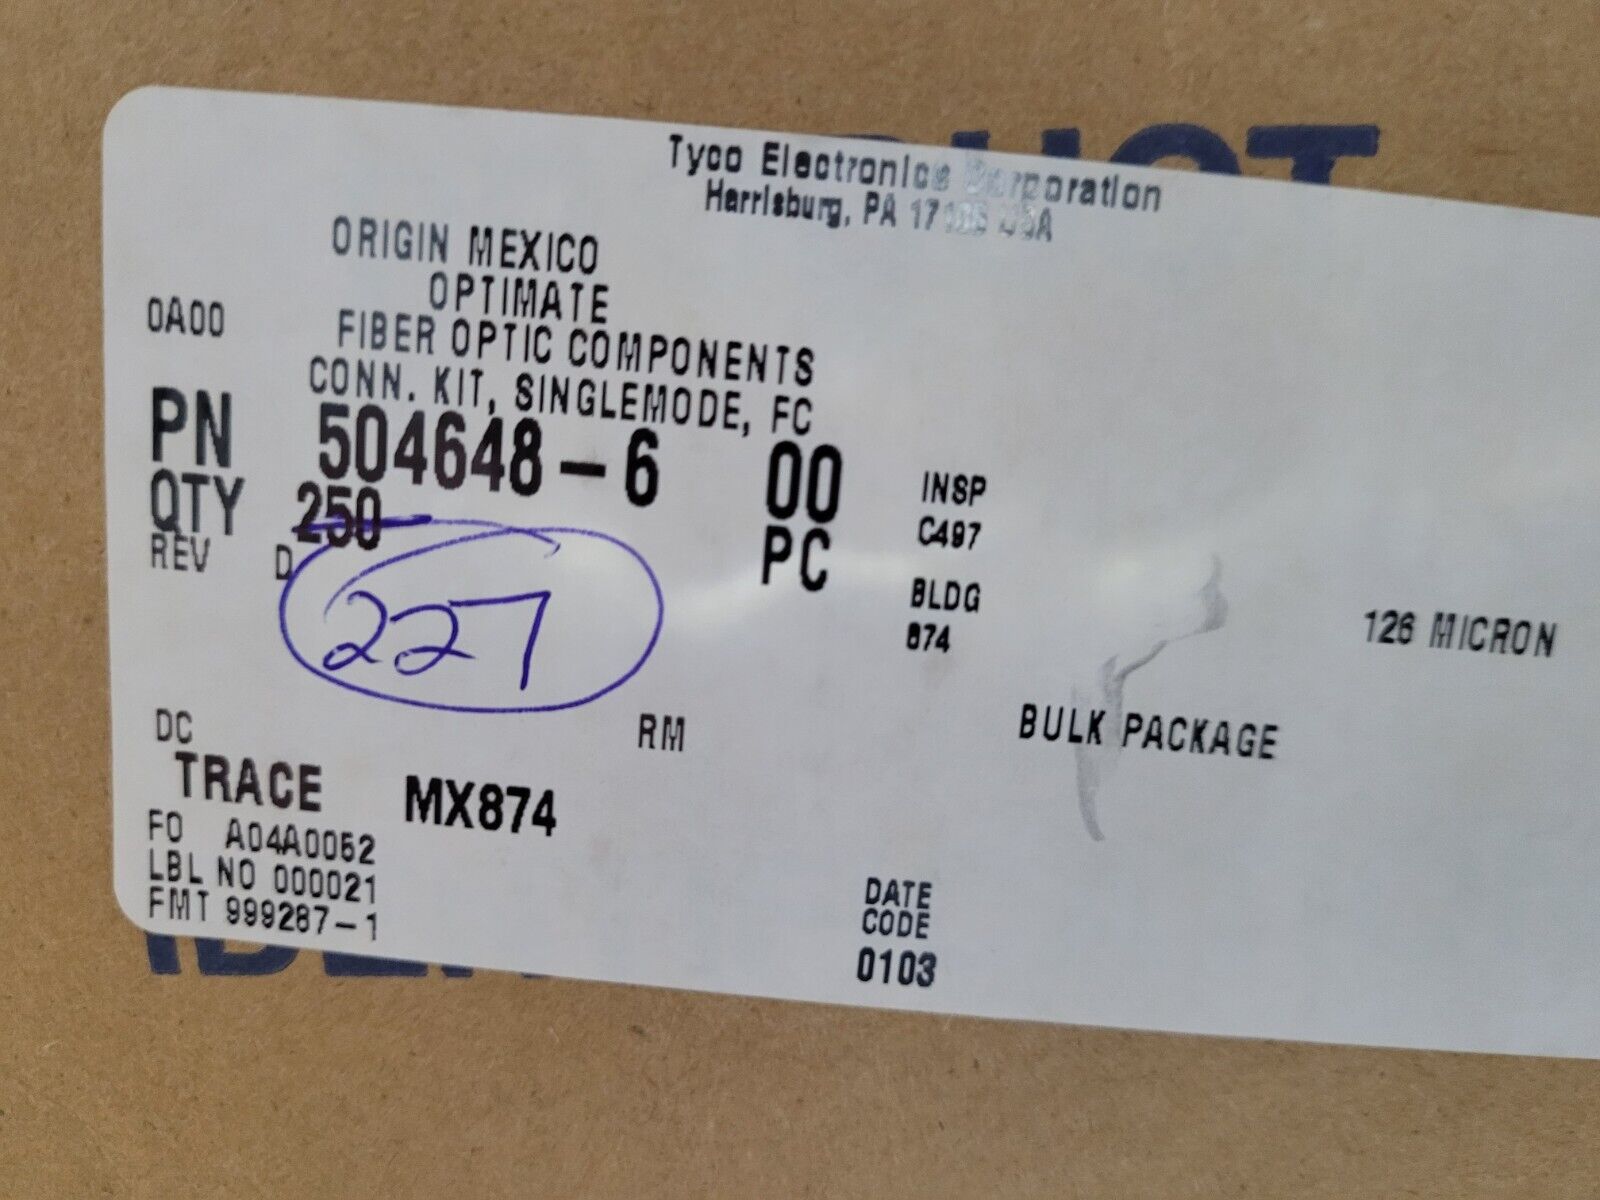 Tyco Electronics Corporation
Harrisburg, PA 17105 USA
ORIGIN MEXICO
OPTIMATE
0A00
FIBER OPTIC COMPONENTS
CONN. KIT, SINGLEMODE, FC
PN 504648-6 00
INSP
C497
QTY 250 PC
REV D
227
BLDG
874
126 MICRON
DC
RM
BULK PACKAGE
TRACE MX874
FO A04A0052
LBL NO 000021
FMT 999287-1
DATE
CODE
0103